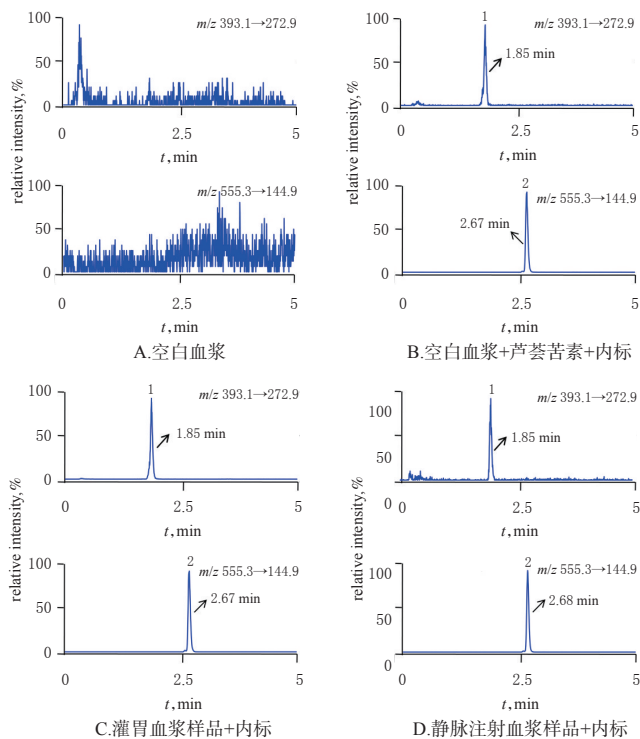 relative intensity,%
100
50
0
m/z 393.1→272.9
0
2.5
5
t,min
100
50
0
m/z 555.3→144.9
0
2.5
5
t,min
A.空白血浆
relative intensity,%
100
50
0
1
m/z 393.1→272.9
1.85 min
0
2.5
5
t,min
100
50
0
2
m/z 555.3→144.9
2.67 min
0
2.5
5
t,min
B.空白血浆+芦荟苦素+内标
relative intensity,%
100
50
0
1
m/z 393.1→272.9
1.85 min
0
2.5
5
t,min
100
50
0
2
m/z 555.3→144.9
2.67 min
0
2.5
5
t,min
C.灌胃血浆样品+内标
relative intensity,%
100
50
0
1
m/z 393.1→272.9
1.85 min
0
2.5
5
t,min
100
50
0
2
m/z 555.3→144.9
2.68 min
0
2.5
5
t,min
D.静脉注射血浆样品+内标